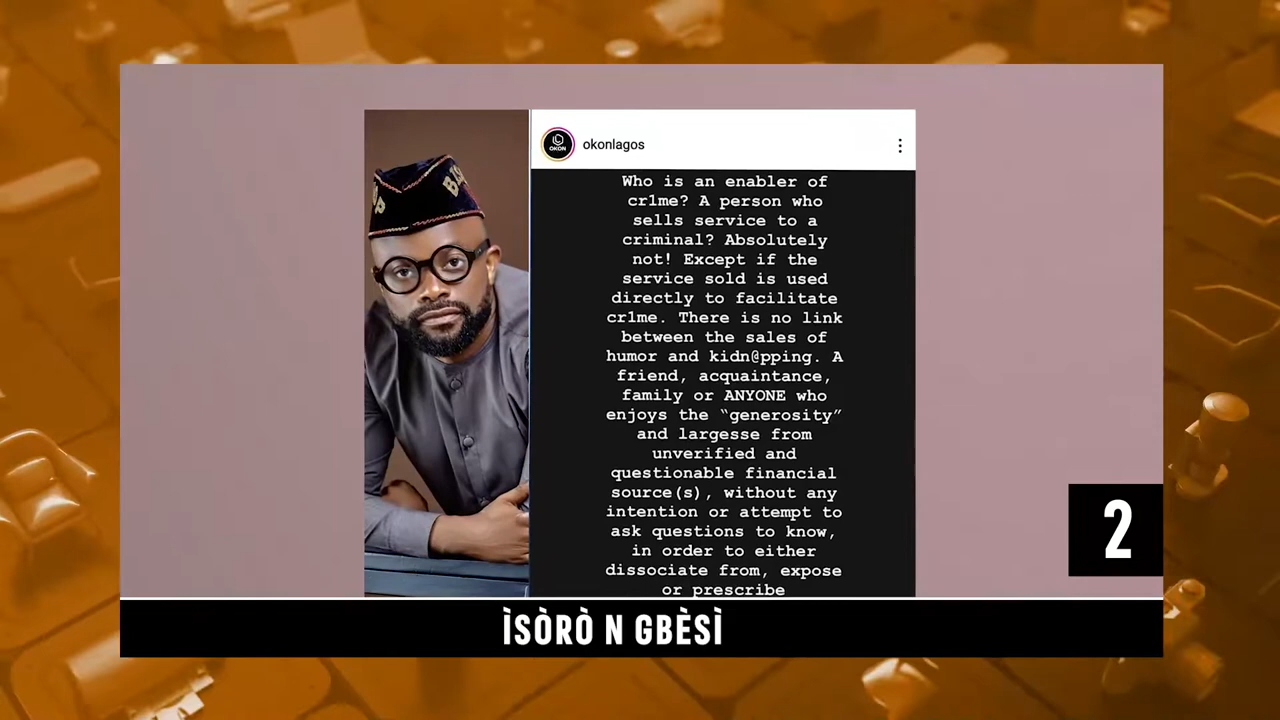 OKON
okonlagos
Who is an enabler of
cr1me? A person who
sells service to a
criminal? Absolutely
not! Except if the
service sold is used
directly to facilitate
cr1me. There is no link
between the sales of
humor and kidn@pping. A
friend, acquaintance,
family or ANYONE who
enjoys the “generosity”
and largesse from
unverified and
questionable financial
source(s), without any
intention or attempt to
ask questions to know,
in order to either
dissociate from, expose
or prescribe
2
ÌSÒRÒ N GBÈSÌ